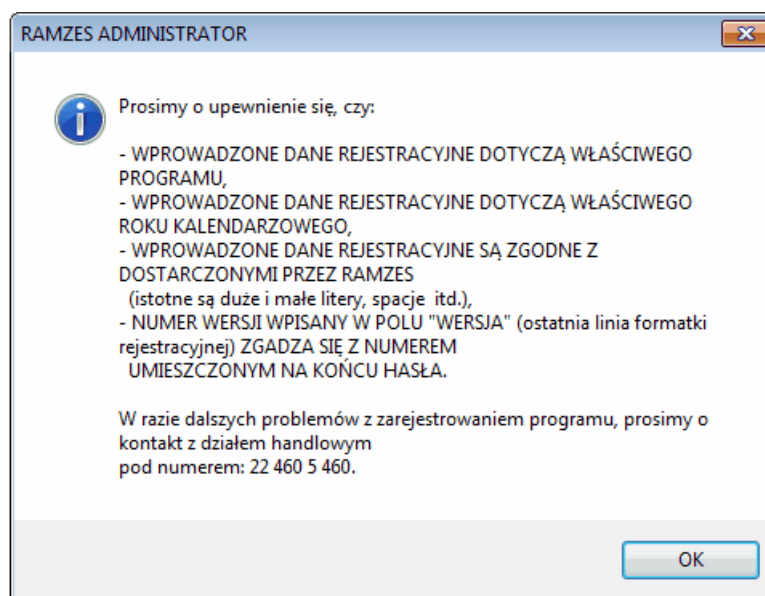 RAMZES ADMINISTRATOR
Prosimy o upewnienie się, czy:
- WPROWADZONE DANE REJESTRACYJNE DOTYCZĄ WŁAŚCIWEGO
PROGRAMU,
- WPROWADZONE DANE REJESTRACYJNE DOTYCZĄ WŁAŚCIWEGO
ROKU KALENDARZOWEGO,
- WPROWADZONE DANE REJESTRACYJNE SĄ ZGODNE Z
DOSTARCZONYMI PRZEZ RAMZES
(istotne są duże i małe litery, spacje itd.),
- NUMER WERSJI WPISANY W POLU "WERSJA" (ostatnia linia formatki
rejestracyjnej) ZGADZA SIĘ Z NUMEREM
UMIESZCZONYM NA KOŃCU HASŁA.
W razie dalszych problemów z zarejestrowaniem programu, prosimy o
kontakt z działem handlowym
pod numerem: 22 460 5 460.
OK